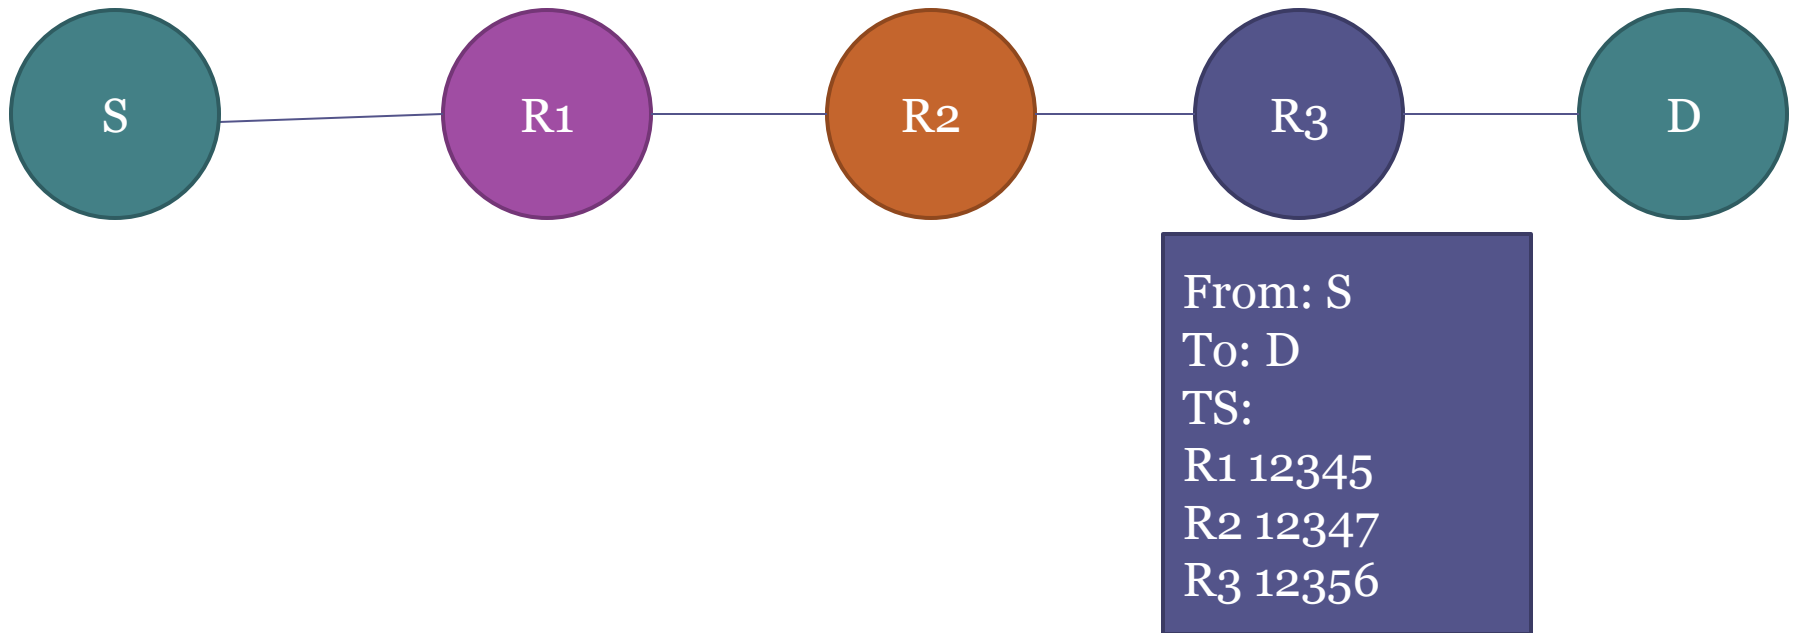 S
R1
R2
R3
D
From: S
To: D
TS:
R1 12345
R2 12347
R3 12356